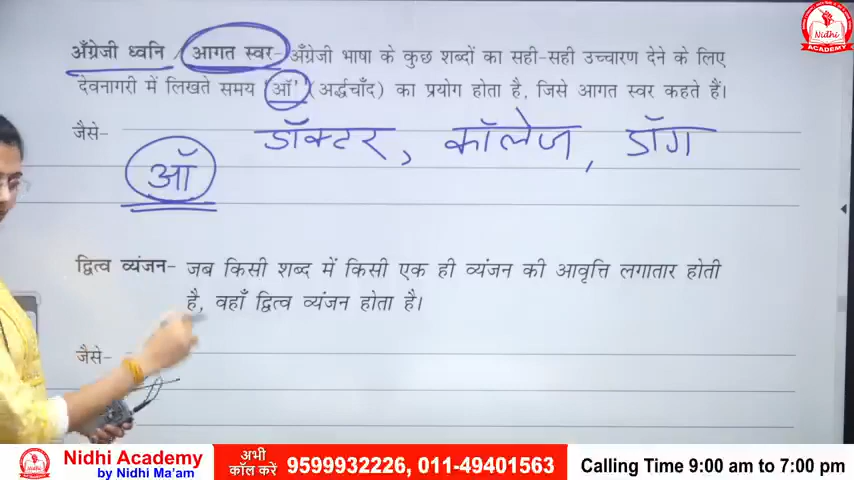 Nidhi
ACADEMY
अँग्रेजी ध्वनि / आगत स्वर- अँग्रेजी भाषा के कुछ शब्दों का सही-सही उच्चारण देने के लिए
देवनागरी में लिखते समय 'ऑ' (अर्द्धचाँद) का प्रयोग होता है, जिसे आगत स्वर कहते हैं।
जैसे- डॉक्टर, कॉलेज, डॉग
ऑ
द्वित्व व्यंजन- जब किसी शब्द में किसी एक ही व्यंजन की आवृत्ति लगातार होती
है, वहाँ द्वित्व व्यंजन होता है।
जैसे-
Nidhi Academy
by Nidhi Ma'am
अभी
कॉल करें
9599932226, 011-49401563
Calling Time 9:00 am to 7:00 pm